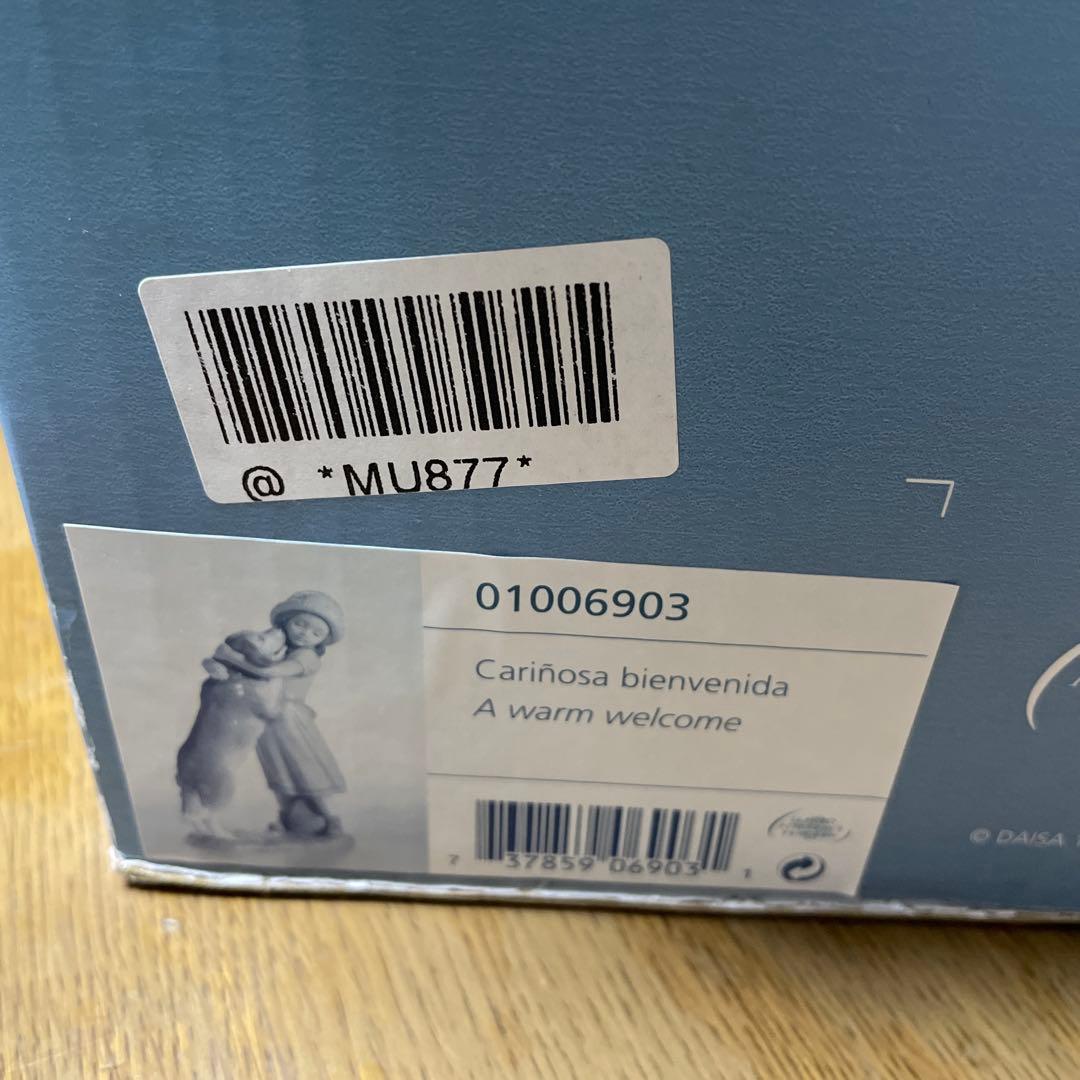 @ *MU877*
01006903
Cariñosa bienvenida
A warm welcome
7 37859 06903 1
© DAISA